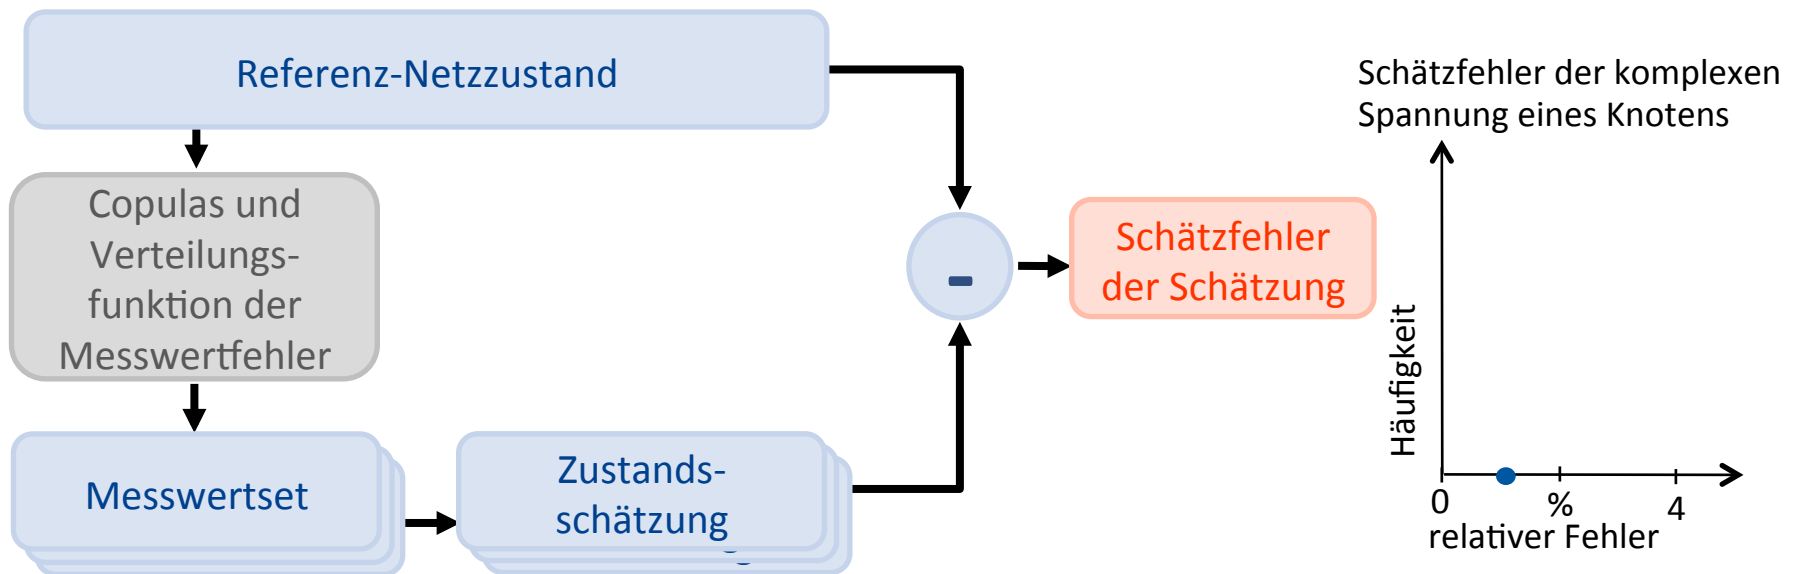 Referenz-Netzzustand
Copulas und
Verteilungs-
funktion der
Messwertfehler
Messwertset
Zustands-
schätzung
-
Schätzfehler
der Schätzung
Schätzfehler der komplexen
Spannung eines Knotens
Häufigkeit
0 % 4
relativer Fehler